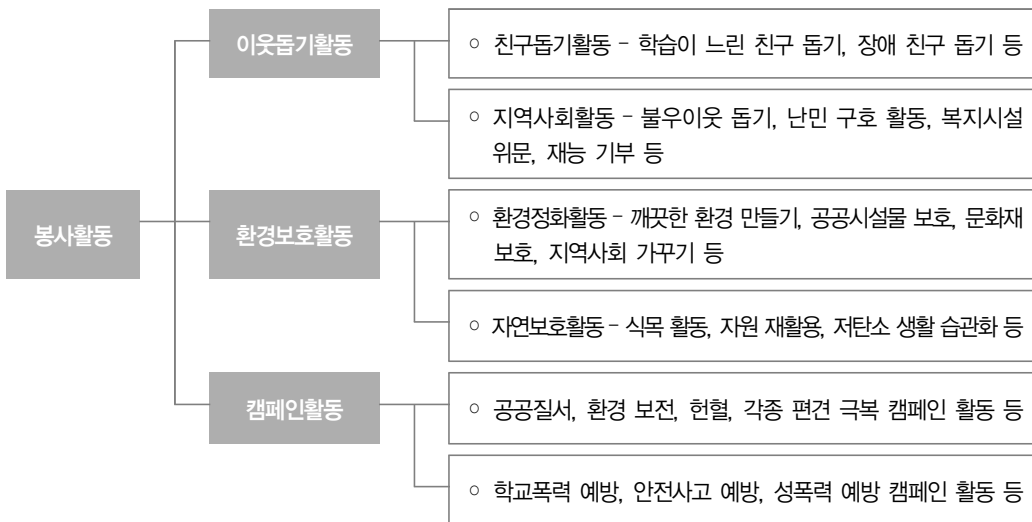 봉사활동
이웃돕기활동
◦ 친구돕기활동 - 학습이 느린 친구 돕기, 장애 친구 돕기 등
◦ 지역사회활동 - 불우이웃 돕기, 난민 구호 활동, 복지시설
위문, 재능 기부 등
환경보호활동
◦ 환경정화활동 - 깨끗한 환경 만들기, 공공시설물 보호, 문화재
보호, 지역사회 가꾸기 등
◦ 자연보호활동 - 식목 활동, 자원 재활용, 저탄소 생활 습관화 등
캠페인활동
◦ 공공질서, 환경 보전, 헌혈, 각종 편견 극복 캠페인 활동 등
◦ 학교폭력 예방, 안전사고 예방, 성폭력 예방 캠페인 활동 등